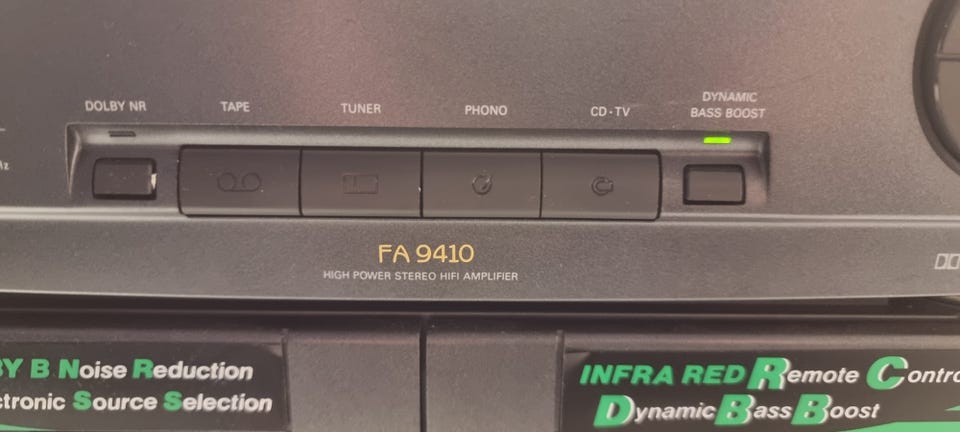 DOLBY NR
TAPE
TUNER
PHONO
CD·TV
DYNAMIC
BASS BOOST
Hz
FA 9410
HIGH POWER STEREO HIFI AMPLIFIER
BY B Noise Reduction
ctronic Source Selection
INFRA RED Remote Contro
Dynamic Bass Boost